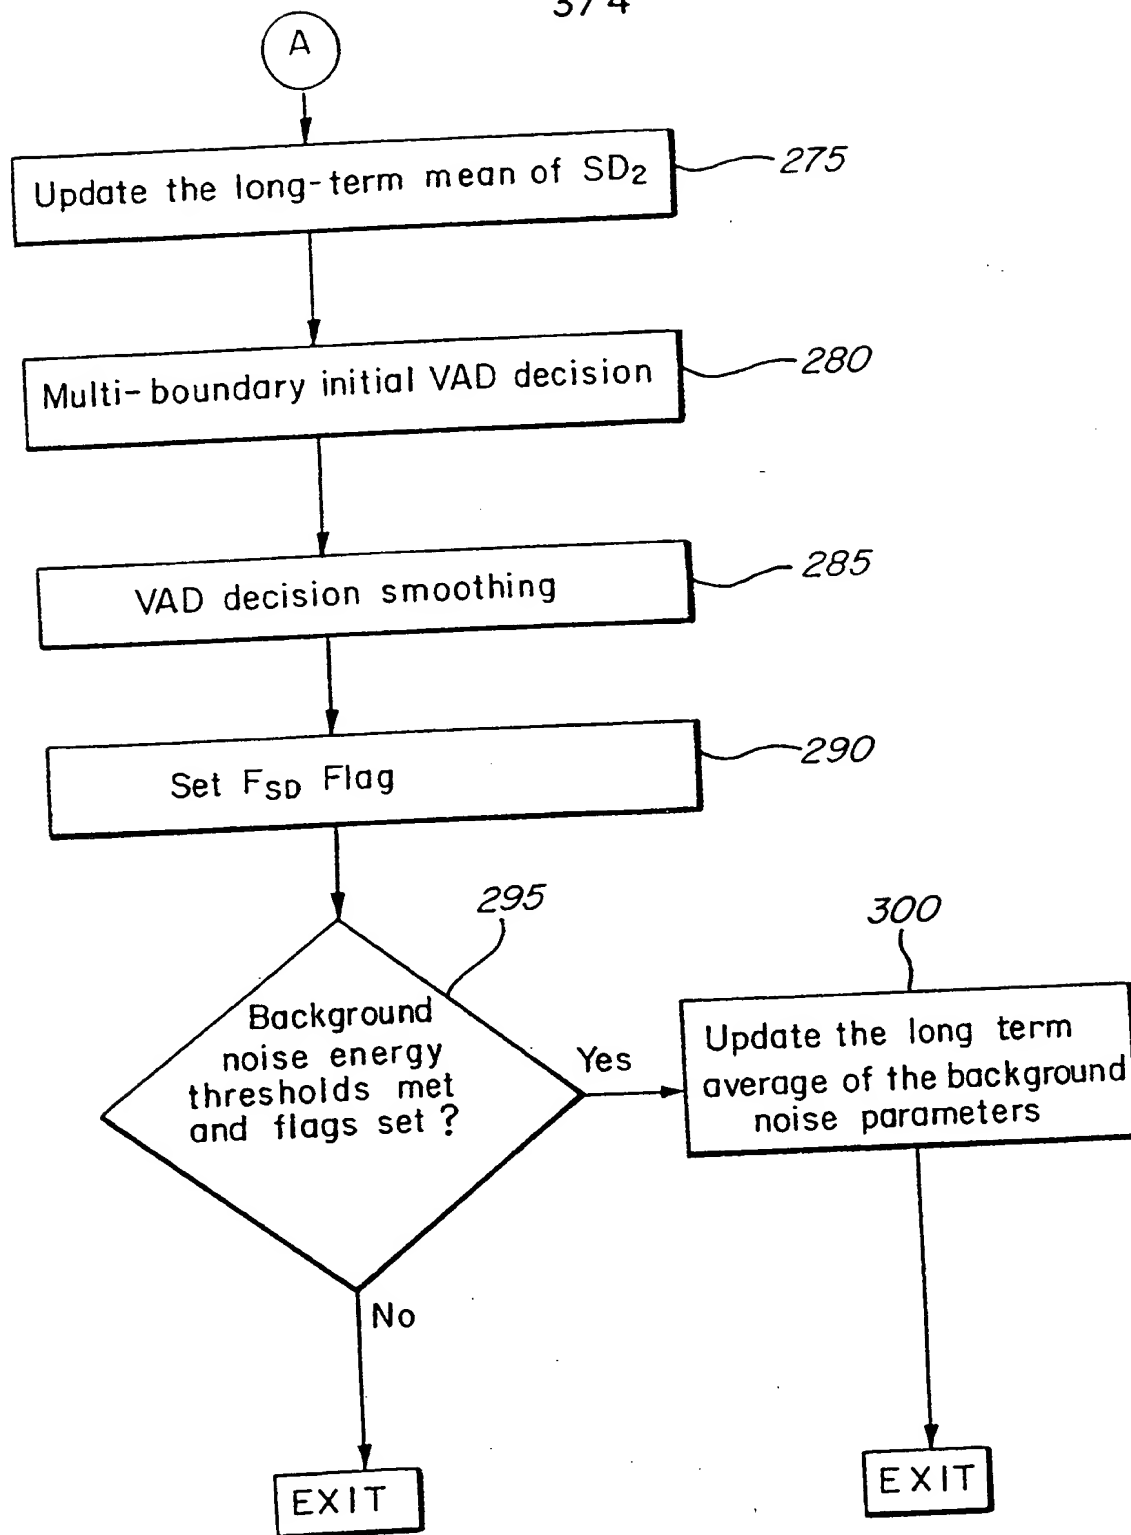 3/4
A
Update the long-term mean of SD2
275
Multi-boundary initial VAD decision
280
VAD decision smoothing
285
Set FSD Flag
290
295
300
Background
noise energy
thresholds met
and flags set ?
Yes
Update the long term
average of the background
noise parameters
No
EXIT
EXIT